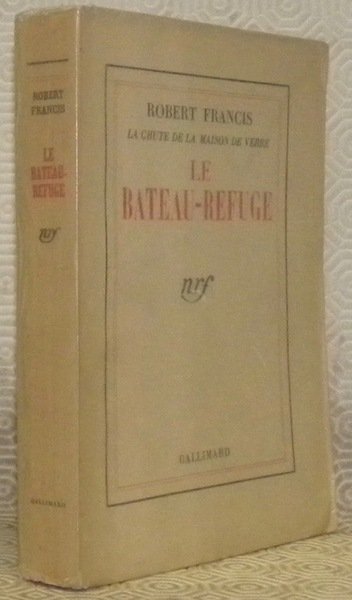 ROBERT
FRANCIS
LE
BATEAU-
REFUGE
nrf
GALLIMARD
ROBERT FRANCIS
LA CHUTE DE LA MAISON DE VERRE
LE
BATEAU-REFUGE
nrf
GALLIMARD